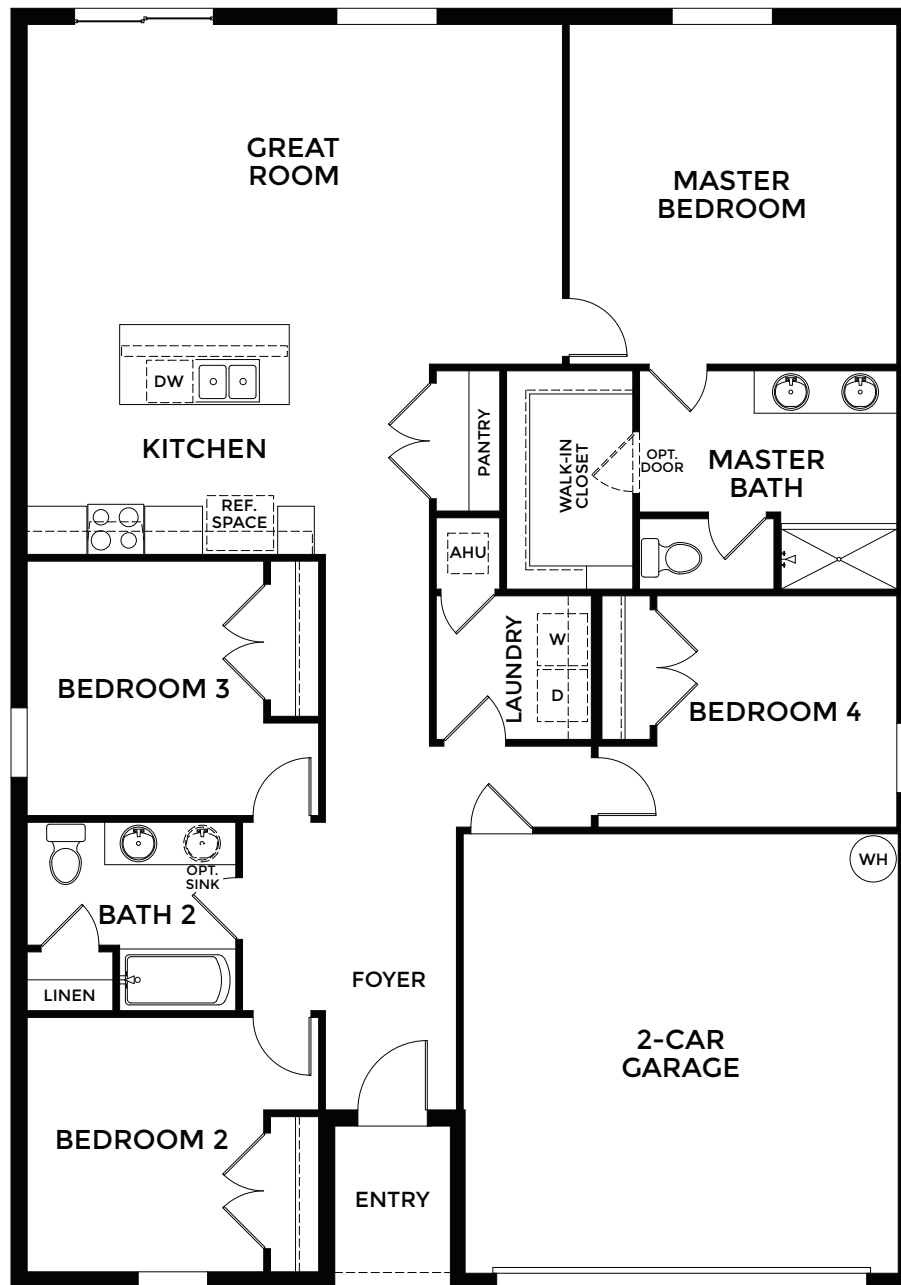 GREAT
ROOM
MASTER
BEDROOM
DW
KITCHEN
PANTRY
WALK-IN
CLOSET
OPT.
DOOR
MASTER
BATH
REF.
SPACE
AHU
LAUNDRY
W
D
BEDROOM 3
BEDROOM 4
OPT.
SINK
WH
BATH 2
LINEN
FOYER
2-CAR
GARAGE
BEDROOM 2
ENTRY